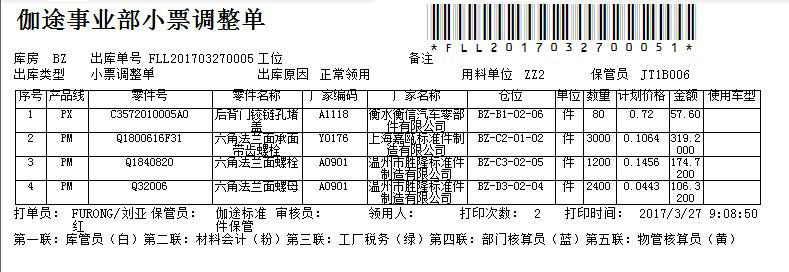 伽途事业部小票调整单
*FLL2017032700051*
库房 BZ 出库单号 FLL201703270005 工位 备注
出库类型 小票调整单 出库原因 正常领用 用料单位 ZZ2 保管员 JT1B006
序号 产品线 零件号 零件名称 厂家编码 厂家名称 仓位 单位 数量 计划价格 金额 使用车型
1 PX C3572010005A0 后背门铰链孔堵盖 A1118 衡水衡信汽车零部件有限公司 BZ-B1-02-06 件 80 0.72 57.60
2 PM Q1800616F31 六角法兰面承面带齿螺栓 Y0176 上海嘉瓯标准件制造有限公司 BZ-C2-01-02 件 3000 0.1064 319.2000
3 PM Q1840820 六角法兰面螺栓 A0901 温州市胜隆标准件制造有限公司 BZ-C3-02-05 件 1200 0.1456 174.7200
4 PM Q32006 六角法兰面螺母 A0901 温州市胜隆标准件制造有限公司 BZ-D3-02-04 件 2400 0.0443 106.3200
打单员: FURONG/刘亚红 保管员: 伽途标准件保管 审核员: 领用人: 打印次数: 2 打印时间: 2017/3/27 9:08:50
第一联:库管员(白)第二联:材料会计(粉)第三联:工厂税务(绿)第四联:部门核算员(蓝)第五联:物管核算员(黄)